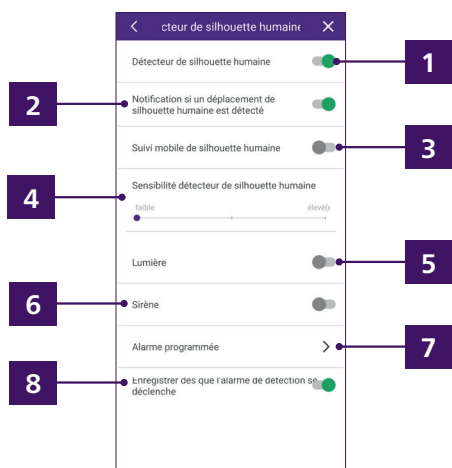 cteur de silhouette humaine
Détecteur de silhouette humaine
1
2
Notification si un déplacement de
silhouette humaine est détecté
Suivi mobile de silhouette humaine
3
4
Sensibilité détecteur de silhouette humaine
faible
élevé(e
Lumière
5
6
Sirène
Alarme programmée
7
8
Enregistrer dès que l'alarme de détection se
déclenche